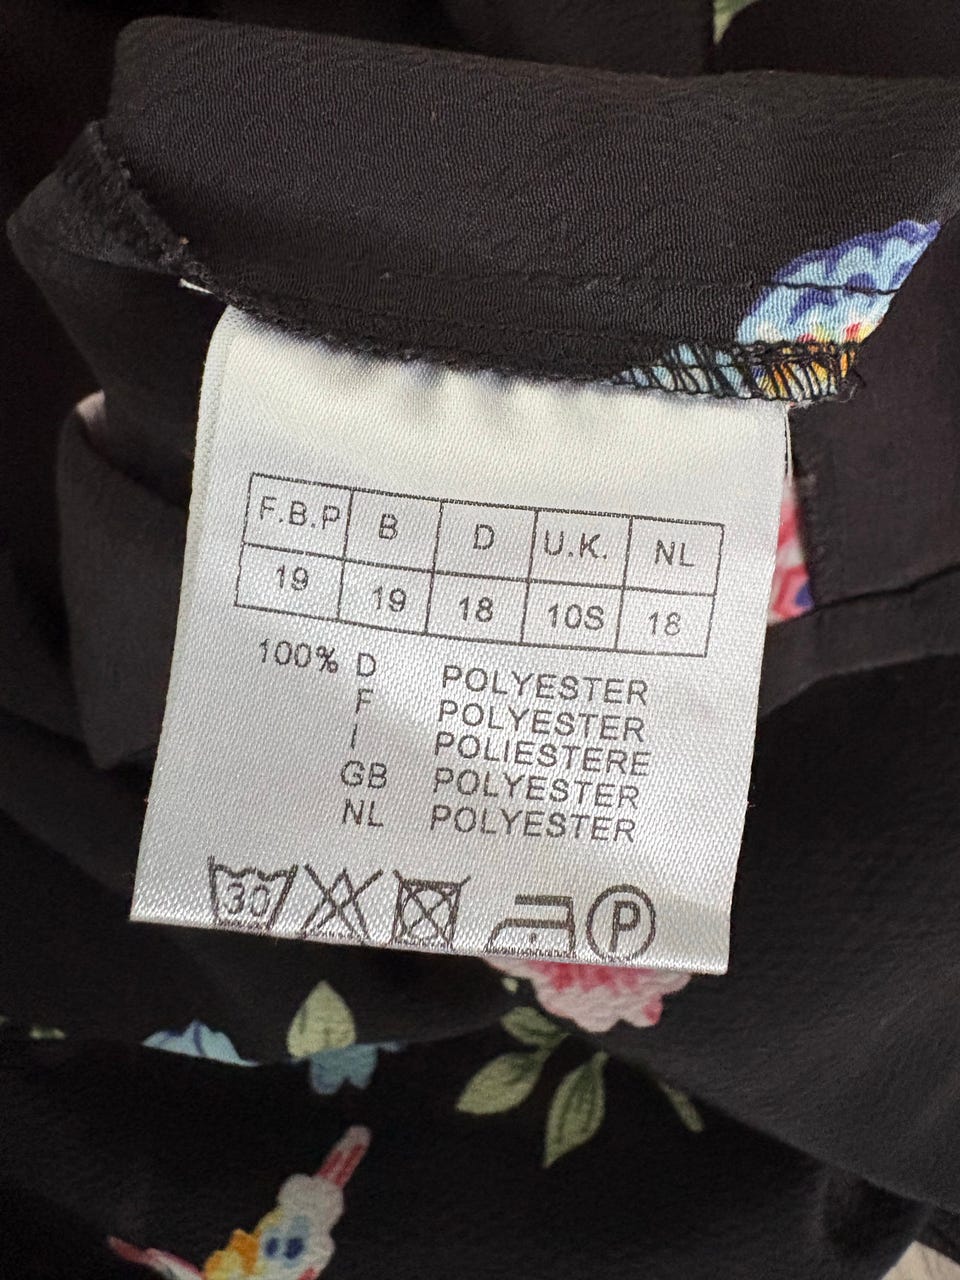 F.B.P B D U.K. NL
19 19 18 10S 18
100% D POLYESTER
F POLYESTER
I POLIESTERE
GB POLYESTER
NL POLYESTER
30 P